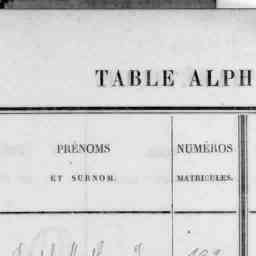 TABLE ALPH
PRÉNOMS
ET SURNOM.
NUMÉROS
MATRICULES.